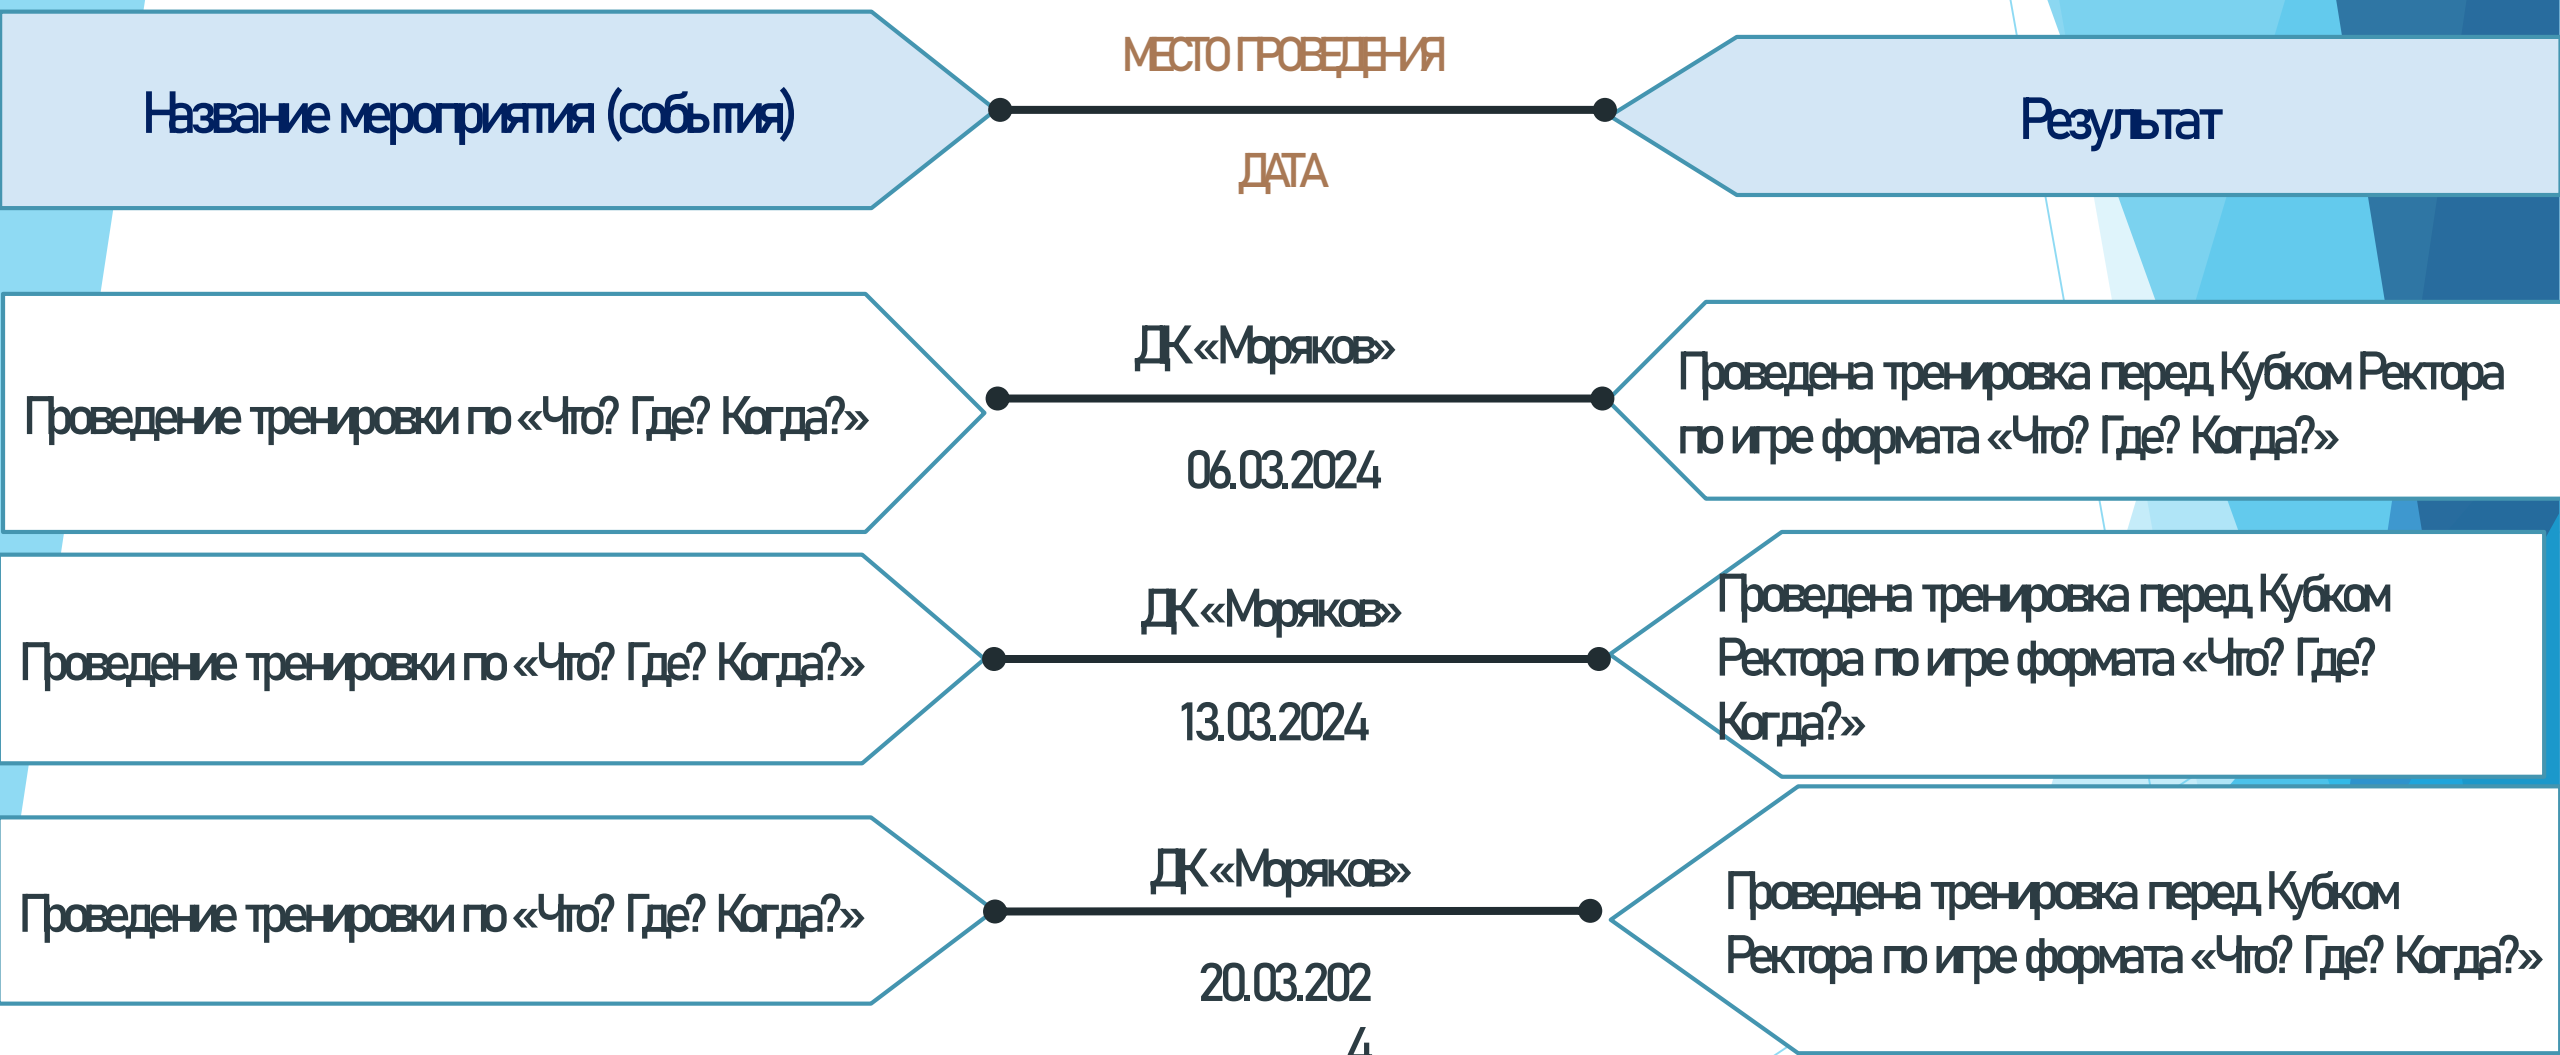 Название мероприятия (события)
МЕСТО ПРОВЕДЕНИЯ
ДАТА
Результат
Проведение тренировки по «Что? Где? Когда?»
ДК «Моряков»
06.03.2024
Проведена тренировка перед Кубком Ректора
по игре формата «Что? Где? Когда?»
Проведение тренировки по «Что? Где? Когда?»
ДК «Моряков»
13.03.2024
Проведена тренировка перед Кубком
Ректора по игре формата «Что? Где?
Когда?»
Проведение тренировки по «Что? Где? Когда?»
ДК «Моряков»
20.03.202
4
Проведена тренировка перед Кубком
Ректора по игре формата «Что? Где? Когда?»